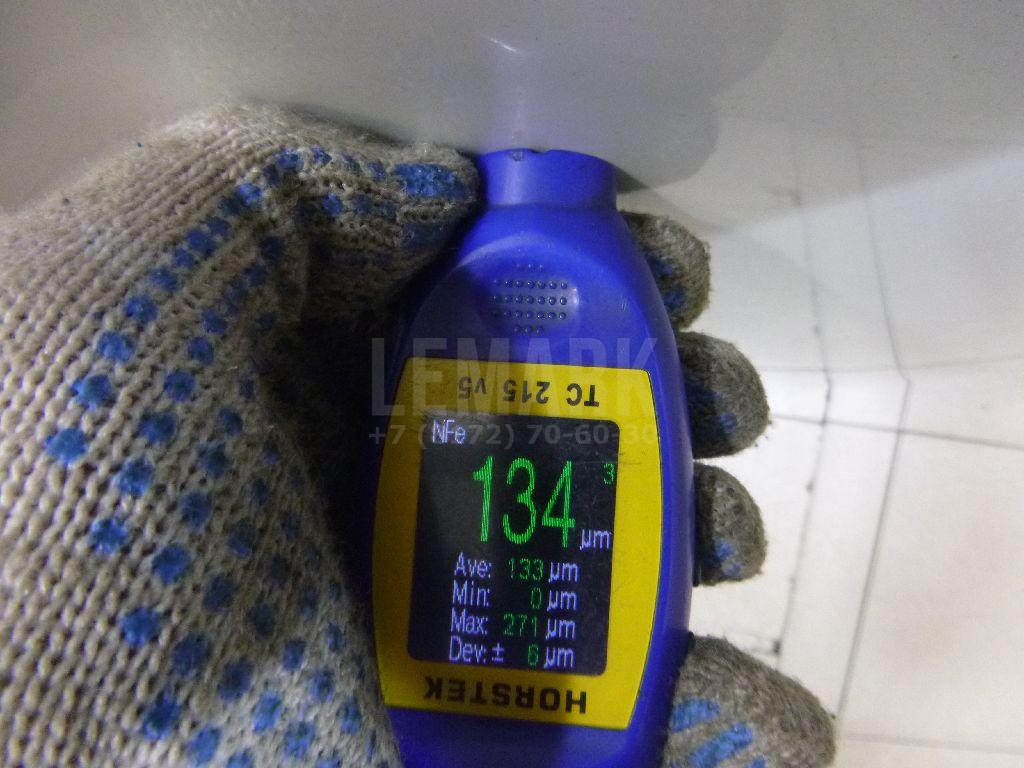 LEMARK
TC 215 v5
NFe
3
134 µm
Ave: 133 µm
Min: 0 µm
Max: 271 µm
Dev: ± 6 µm
HORSTEK